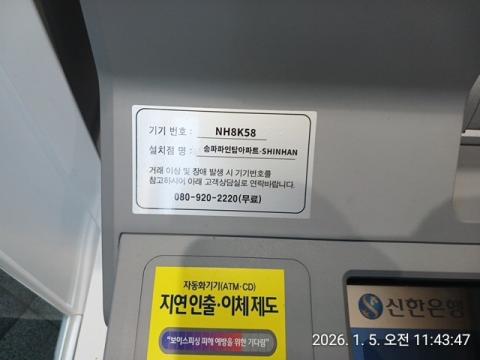 기기 번호 : NH8K58
설치점 명 : 송파파인탑아파트-SHINHAN
거래 이상 및 장애 발생 시 기기번호를
참고하시어 아래 고객상담실로 연락바랍니다.
080-920-2220(무료)
자동화기기(ATM·CD)
지연 인출·이체 제도
"보이스피싱 피해 예방을 위한 기다림"
신한은행
2026. 1. 5. 오전 11:43:47